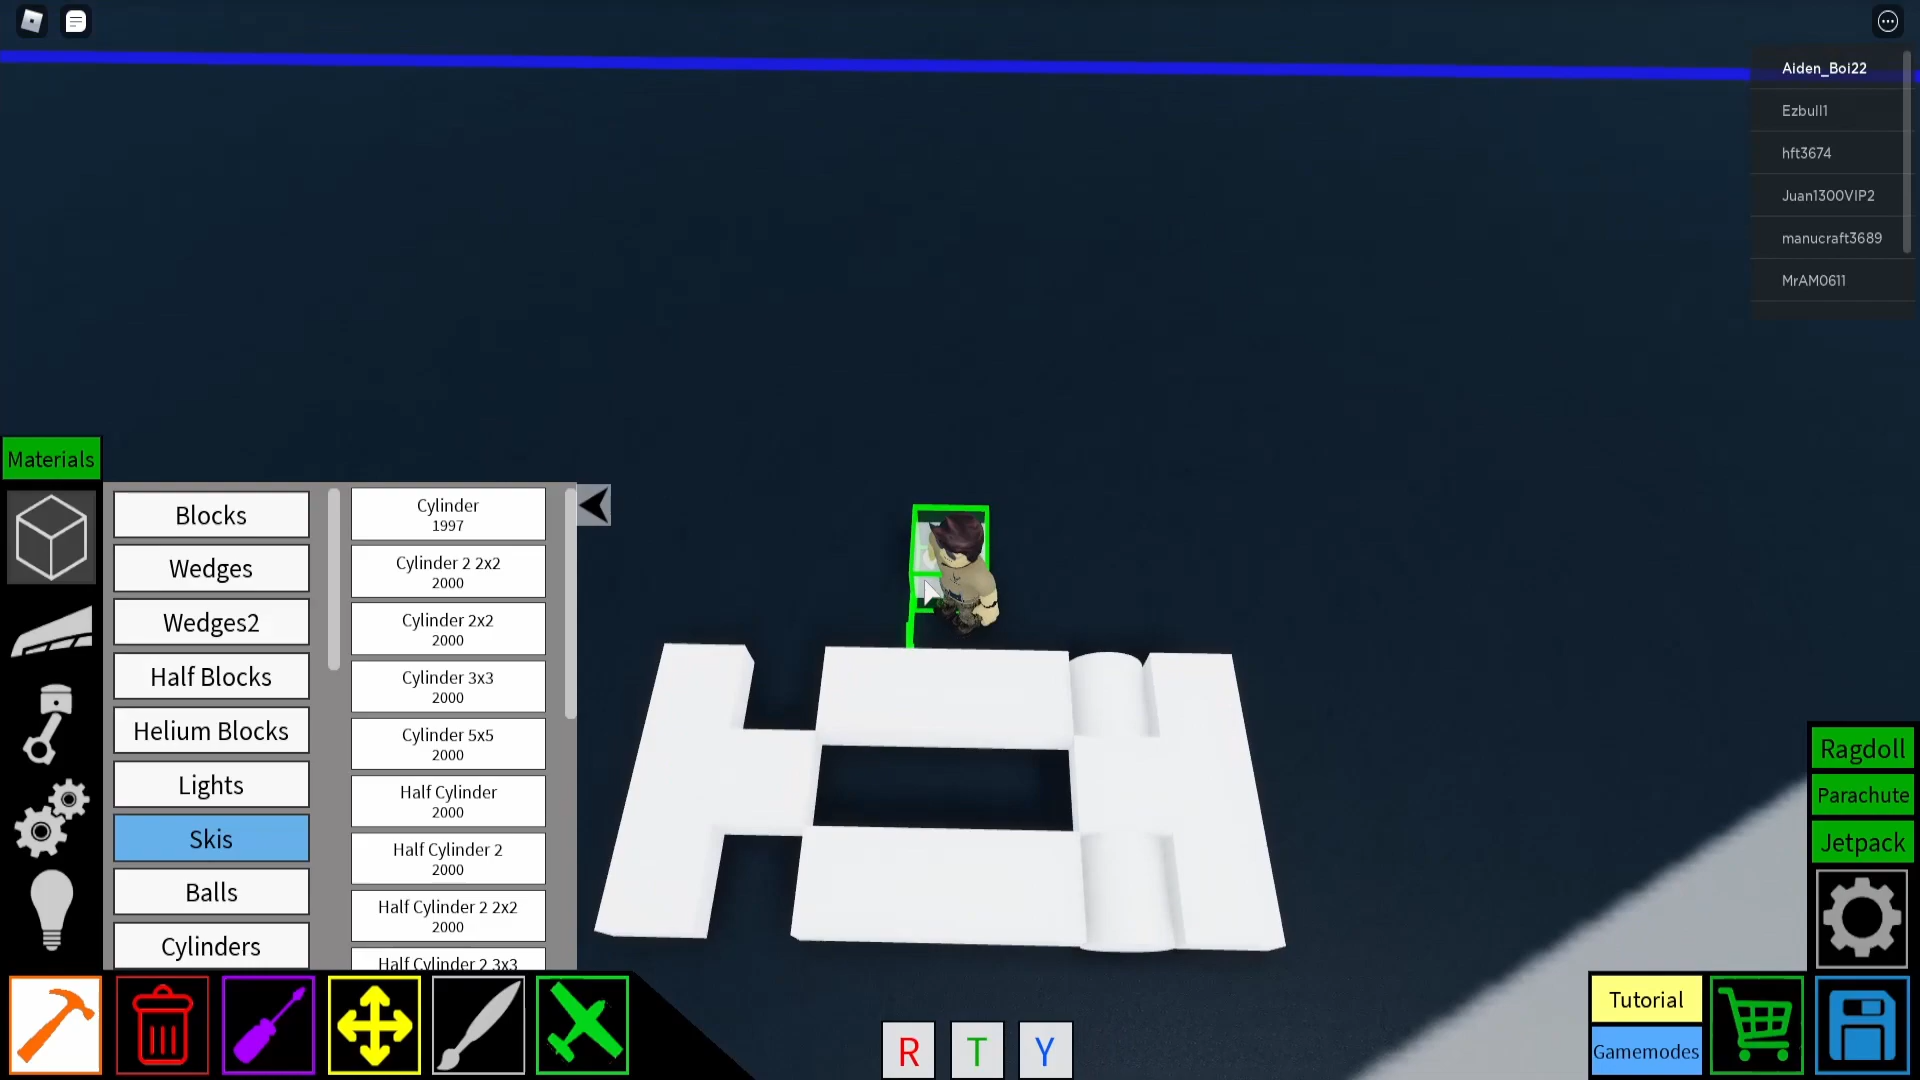 Aiden_Boi22
Ezbull1
hft3674
Juan1300VIP2
manucraft3689
MrAM0611
Materials
Blocks
Wedges
Wedges2
Half Blocks
Helium Blocks
Lights
Skis
Balls
Cylinders
Cylinder
1997
Cylinder 2 2x2
2000
Cylinder 2x2
2000
Cylinder 3x3
2000
Cylinder 5x5
2000
Half Cylinder
2000
Half Cylinder 2
2000
Half Cylinder 2 2x2
2000
Half Cylinder 2 3x3
Ragdoll
Parachute
Jetpack
Tutorial
Gamemodes
R T Y